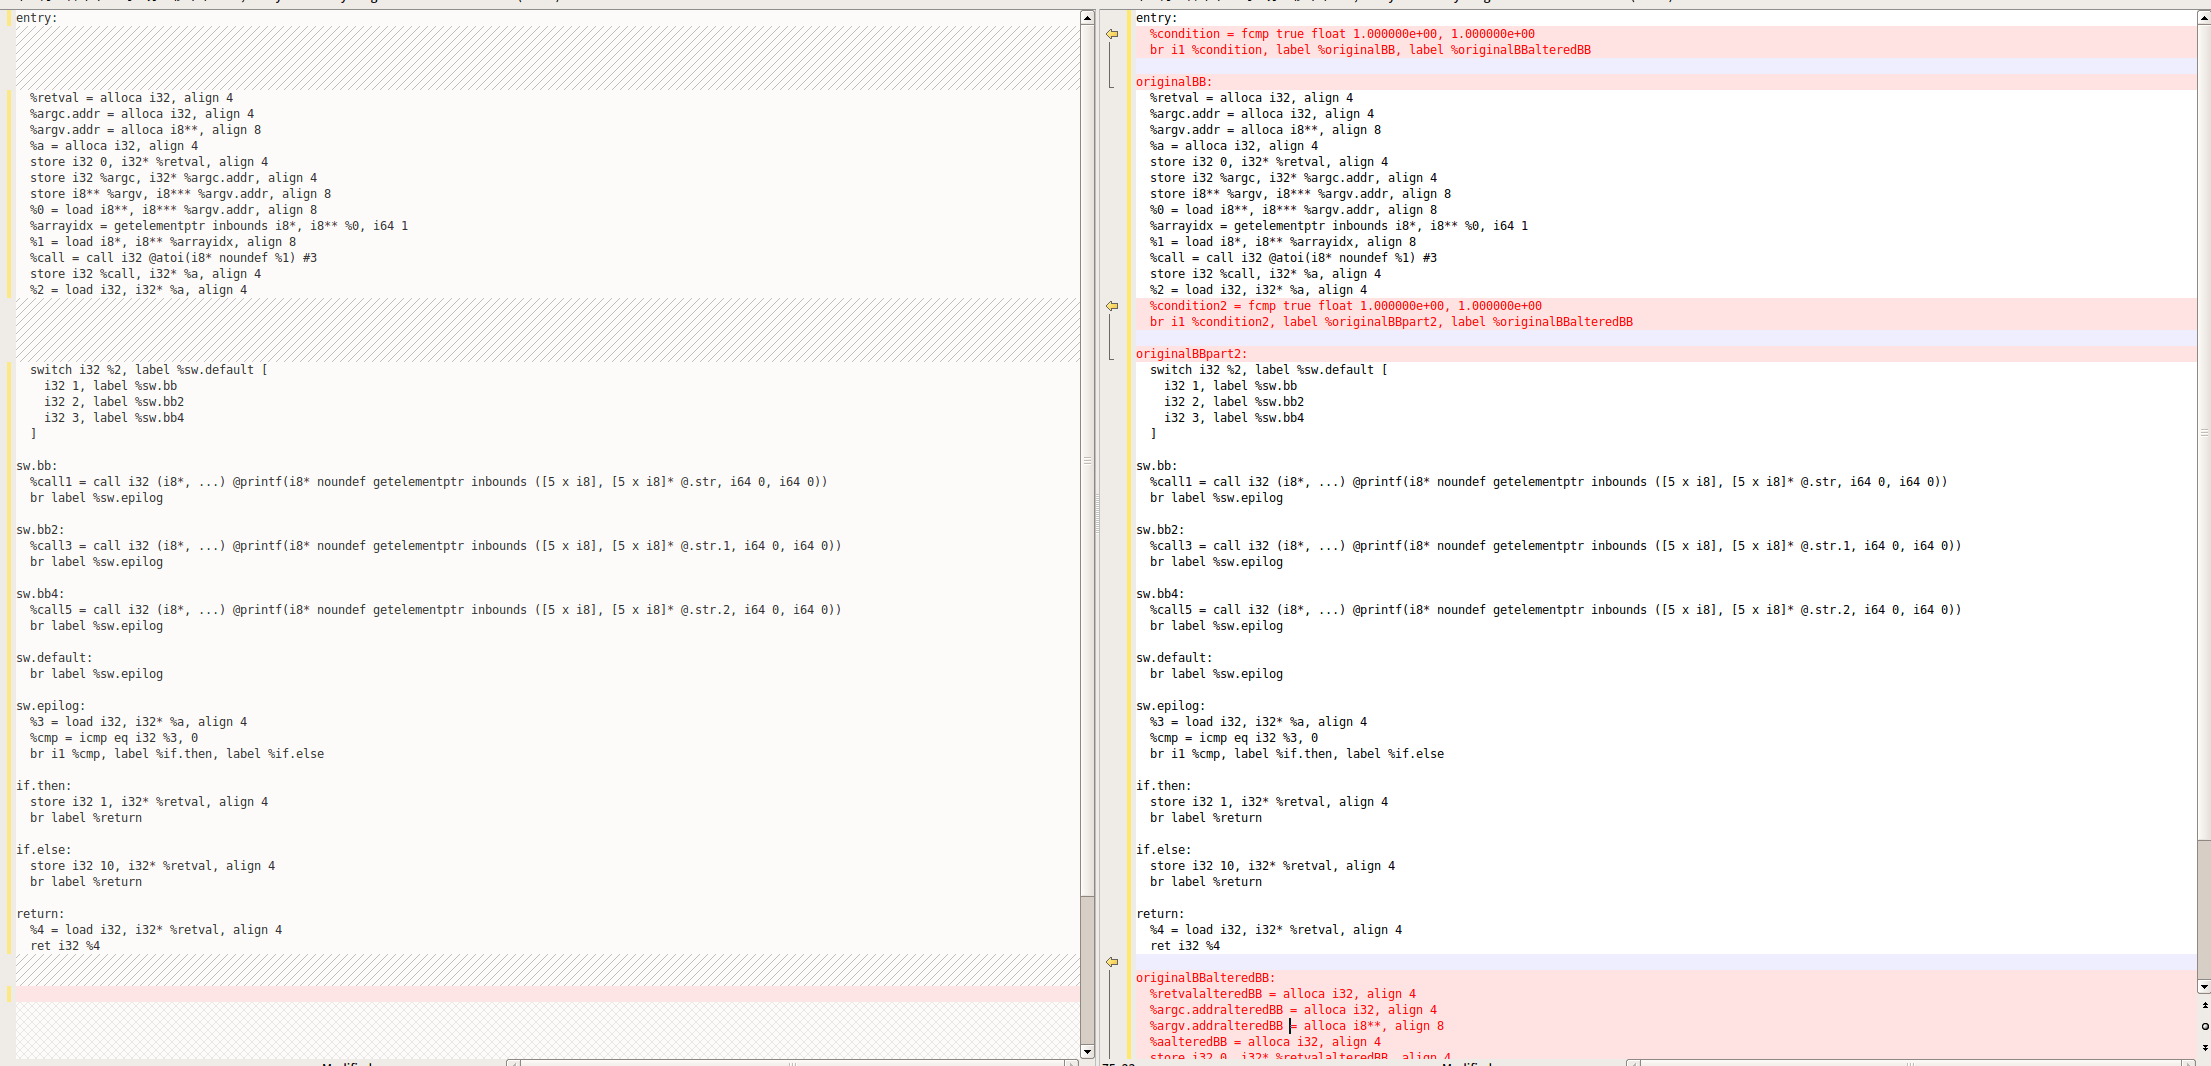 entry:
  %retval = alloca i32, align 4
  %argc.addr = alloca i32, align 4
  %argv.addr = alloca i8**, align 8
  %a = alloca i32, align 4
  store i32 0, i32* %retval, align 4
  store i32 %argc, i32* %argc.addr, align 4
  store i8** %argv, i8*** %argv.addr, align 8
  %0 = load i8**, i8*** %argv.addr, align 8
  %arrayidx = getelementptr inbounds i8*, i8** %0, i64 1
  %1 = load i8*, i8** %arrayidx, align 8
  %call = call i32 @atoi(i8* noundef %1) #3
  store i32 %call, i32* %a, align 4
  %2 = load i32, i32* %a, align 4
  switch i32 %2, label %sw.default [
    i32 1, label %sw.bb
    i32 2, label %sw.bb2
    i32 3, label %sw.bb4
  ]
sw.bb:
  %call1 = call i32 (i8*, ...) @printf(i8* noundef getelementptr inbounds ([5 x i8], [5 x i8]* @.str, i64 0, i64 0))
  br label %sw.epilog
sw.bb2:
  %call3 = call i32 (i8*, ...) @printf(i8* noundef getelementptr inbounds ([5 x i8], [5 x i8]* @.str.1, i64 0, i64 0))
  br label %sw.epilog
sw.bb4:
  %call5 = call i32 (i8*, ...) @printf(i8* noundef getelementptr inbounds ([5 x i8], [5 x i8]* @.str.2, i64 0, i64 0))
  br label %sw.epilog
sw.default:
  br label %sw.epilog
sw.epilog:
  %3 = load i32, i32* %a, align 4
  %cmp = icmp eq i32 %3, 0
  br i1 %cmp, label %if.then, label %if.else
if.then:
  store i32 1, i32* %retval, align 4
  br label %return
if.else:
  store i32 10, i32* %retval, align 4
  br label %return
return:
  %4 = load i32, i32* %retval, align 4
  ret i32 %4
entry:
  %condition = fcmp true float 1.000000e+00, 1.000000e+00
  br i1 %condition, label %originalBB, label %originalBBalteredBB
originalBB:
  %retval = alloca i32, align 4
  %argc.addr = alloca i32, align 4
  %argv.addr = alloca i8**, align 8
  %a = alloca i32, align 4
  store i32 0, i32* %retval, align 4
  store i32 %argc, i32* %argc.addr, align 4
  store i8** %argv, i8*** %argv.addr, align 8
  %0 = load i8**, i8*** %argv.addr, align 8
  %arrayidx = getelementptr inbounds i8*, i8** %0, i64 1
  %1 = load i8*, i8** %arrayidx, align 8
  %call = call i32 @atoi(i8* noundef %1) #3
  store i32 %call, i32* %a, align 4
  %2 = load i32, i32* %a, align 4
  %condition2 = fcmp true float 1.000000e+00, 1.000000e+00
  br i1 %condition2, label %originalBBpart2, label %originalBBalteredBB
originalBBpart2:
  switch i32 %2, label %sw.default [
    i32 1, label %sw.bb
    i32 2, label %sw.bb2
    i32 3, label %sw.bb4
  ]
sw.bb:
  %call1 = call i32 (i8*, ...) @printf(i8* noundef getelementptr inbounds ([5 x i8], [5 x i8]* @.str, i64 0, i64 0))
  br label %sw.epilog
sw.bb2:
  %call3 = call i32 (i8*, ...) @printf(i8* noundef getelementptr inbounds ([5 x i8], [5 x i8]* @.str.1, i64 0, i64 0))
  br label %sw.epilog
sw.bb4:
  %call5 = call i32 (i8*, ...) @printf(i8* noundef getelementptr inbounds ([5 x i8], [5 x i8]* @.str.2, i64 0, i64 0))
  br label %sw.epilog
sw.default:
  br label %sw.epilog
sw.epilog:
  %3 = load i32, i32* %a, align 4
  %cmp = icmp eq i32 %3, 0
  br i1 %cmp, label %if.then, label %if.else
if.then:
  store i32 1, i32* %retval, align 4
  br label %return
if.else:
  store i32 10, i32* %retval, align 4
  br label %return
return:
  %4 = load i32, i32* %retval, align 4
  ret i32 %4
originalBBalteredBB:
  %retvalalteredBB = alloca i32, align 4
  %argc.addralteredBB = alloca i32, align 4
  %argv.addralteredBB = alloca i8**, align 8
  %aalteredBB = alloca i32, align 4
  store i32 0, i32* %retvalalteredBB, align 4